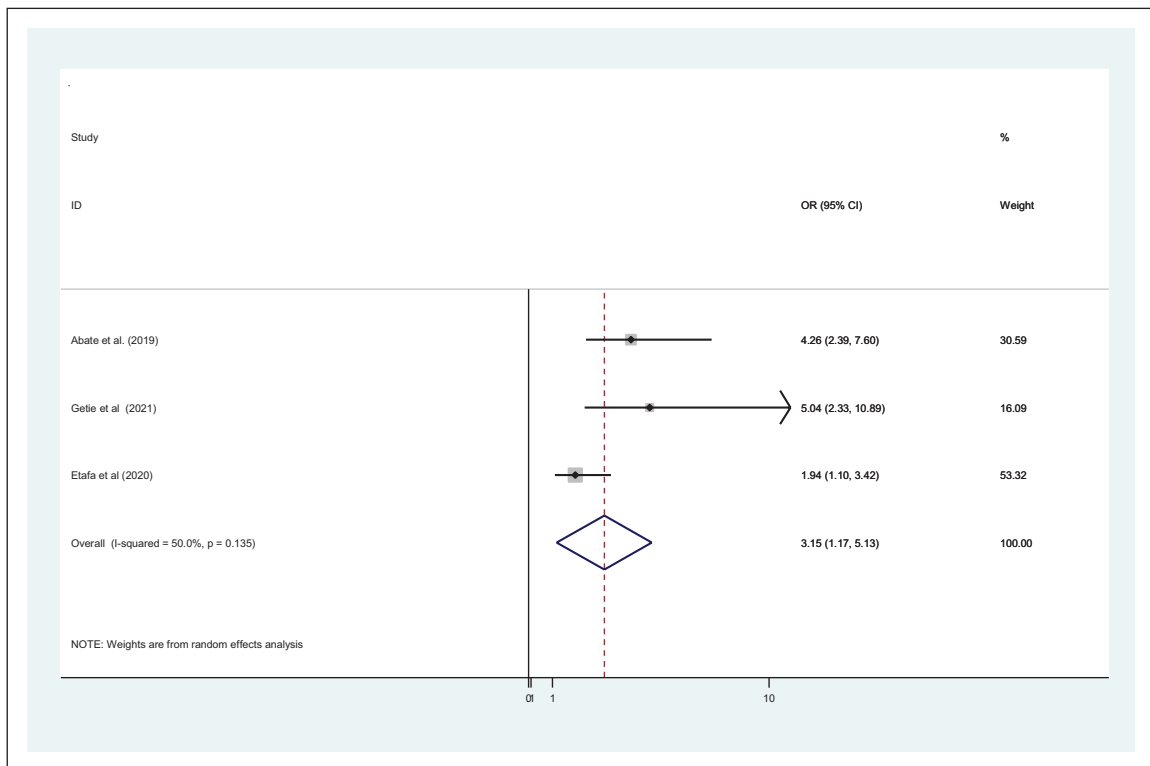 .
Study %
ID OR (95% CI) Weight
Abate et al. (2019) 4.26 (2.39, 7.60) 30.59
Getie et al (2021) 5.04 (2.33, 10.89) 16.09
Etafa et al (2020) 1.94 (1.10, 3.42) 53.32
Overall (I-squared = 50.0%, p = 0.135) 3.15 (1.17, 5.13) 100.00
NOTE: Weights are from random effects analysis
0 .1 1 10